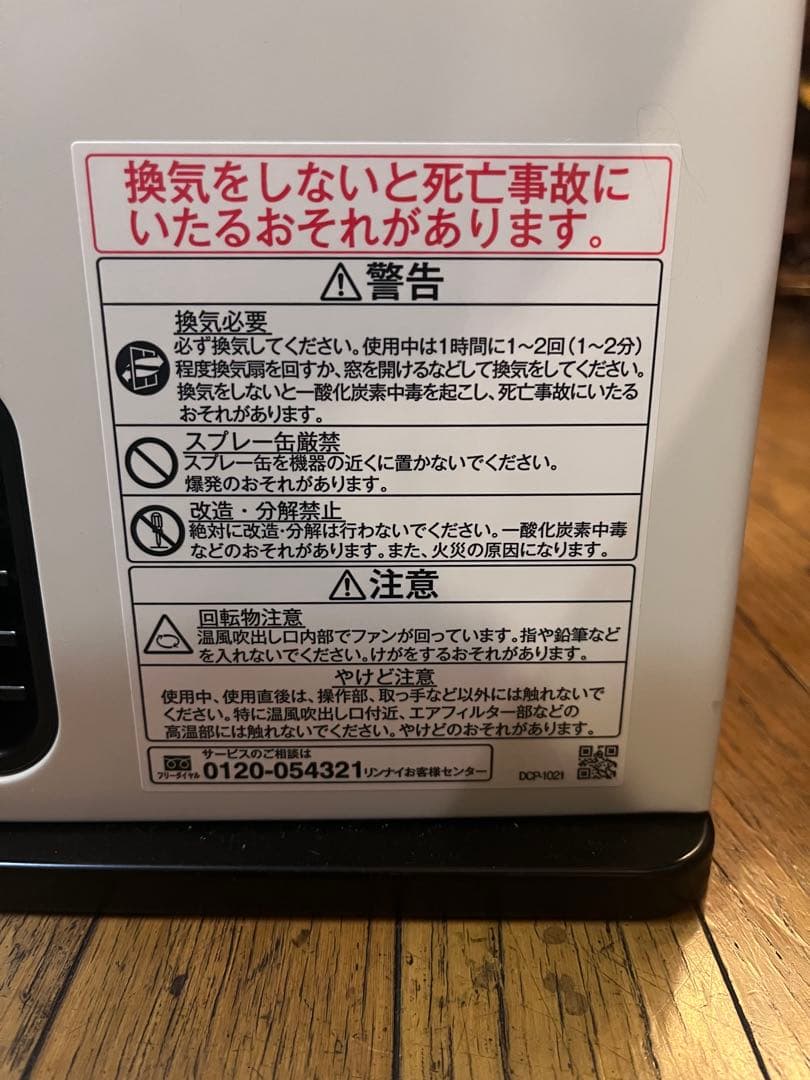 換気をしないと死亡事故に
いたるおそれがあります。
警告
換気必要
必ず換気してください。使用中は1時間に1〜2回(1〜2分)
程度換気扇を回すか、窓を開けるなどして換気をしてください。
換気をしないと一酸化炭素中毒を起こし、死亡事故にいたる
おそれがあります。
スプレー缶厳禁
スプレー缶を機器の近くに置かないでください。
爆発のおそれがあります。
改造・分解禁止
絶対に改造・分解は行わないでください。一酸化炭素中毒
などのおそれがあります。また、火災の原因になります。
注意
回転物注意
温風吹出し口内部でファンが回っています。指や鉛筆など
を入れないでください。けがをするおそれがあります。
やけど注意
使用中、使用直後は、操作部、取っ手など以外には触れないで
ください。特に温風吹出し口付近、エアフィルター部などの
高温部には触れないでください。やけどのおそれがあります。
サービスのご相談は
フリーダイヤル 0120-054321 リンナイお客様センター
DCP-1021